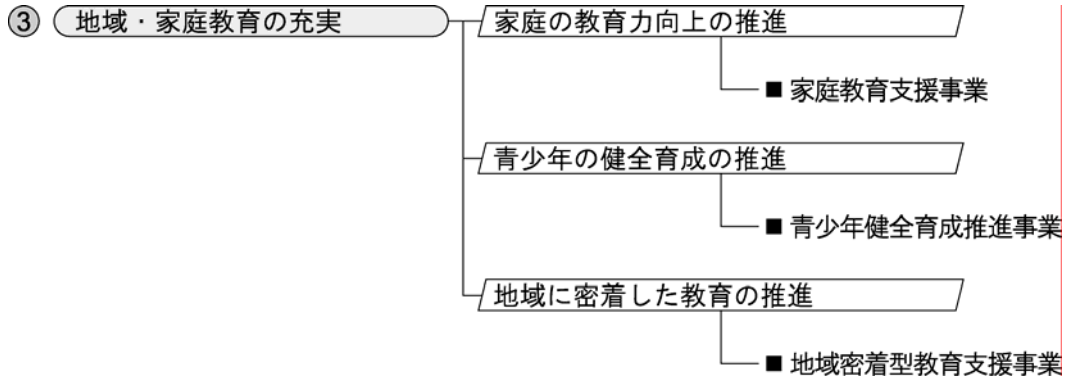 ③ 地域・家庭教育の充実
家庭の教育力向上の推進
■ 家庭教育支援事業
青少年の健全育成の推進
■ 青少年健全育成推進事業
地域に密着した教育の推進
■ 地域密着型教育支援事業